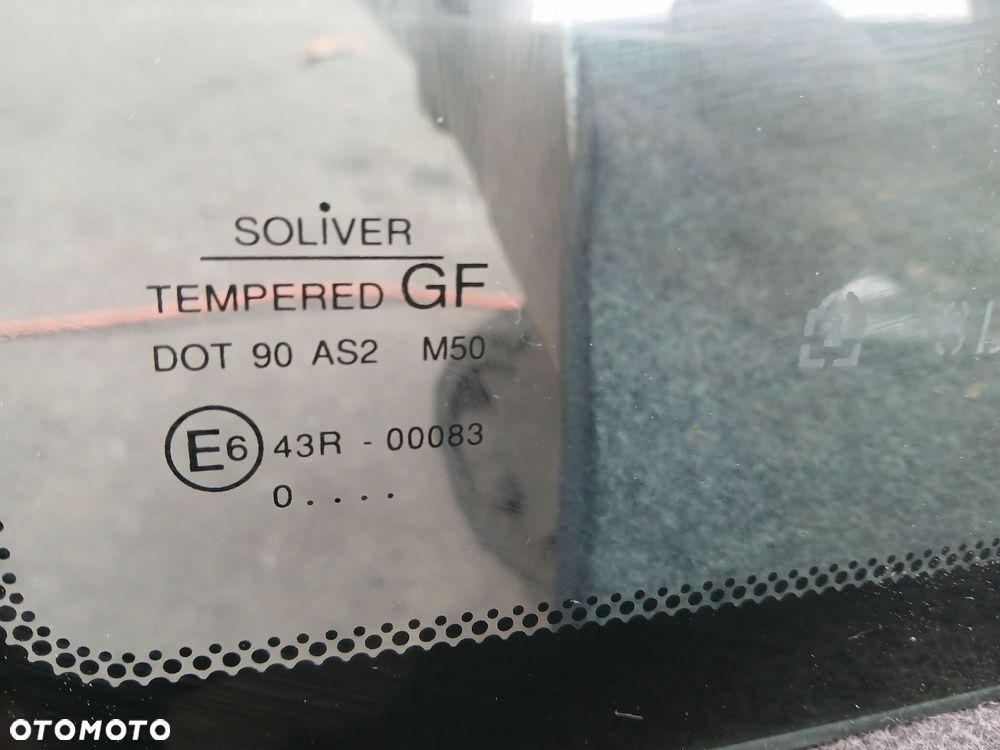 SOLIVER
TEMPERED GF
DOT 90 AS2 M50
E6 43R - 00083
0 . . . .
OTOMOTO